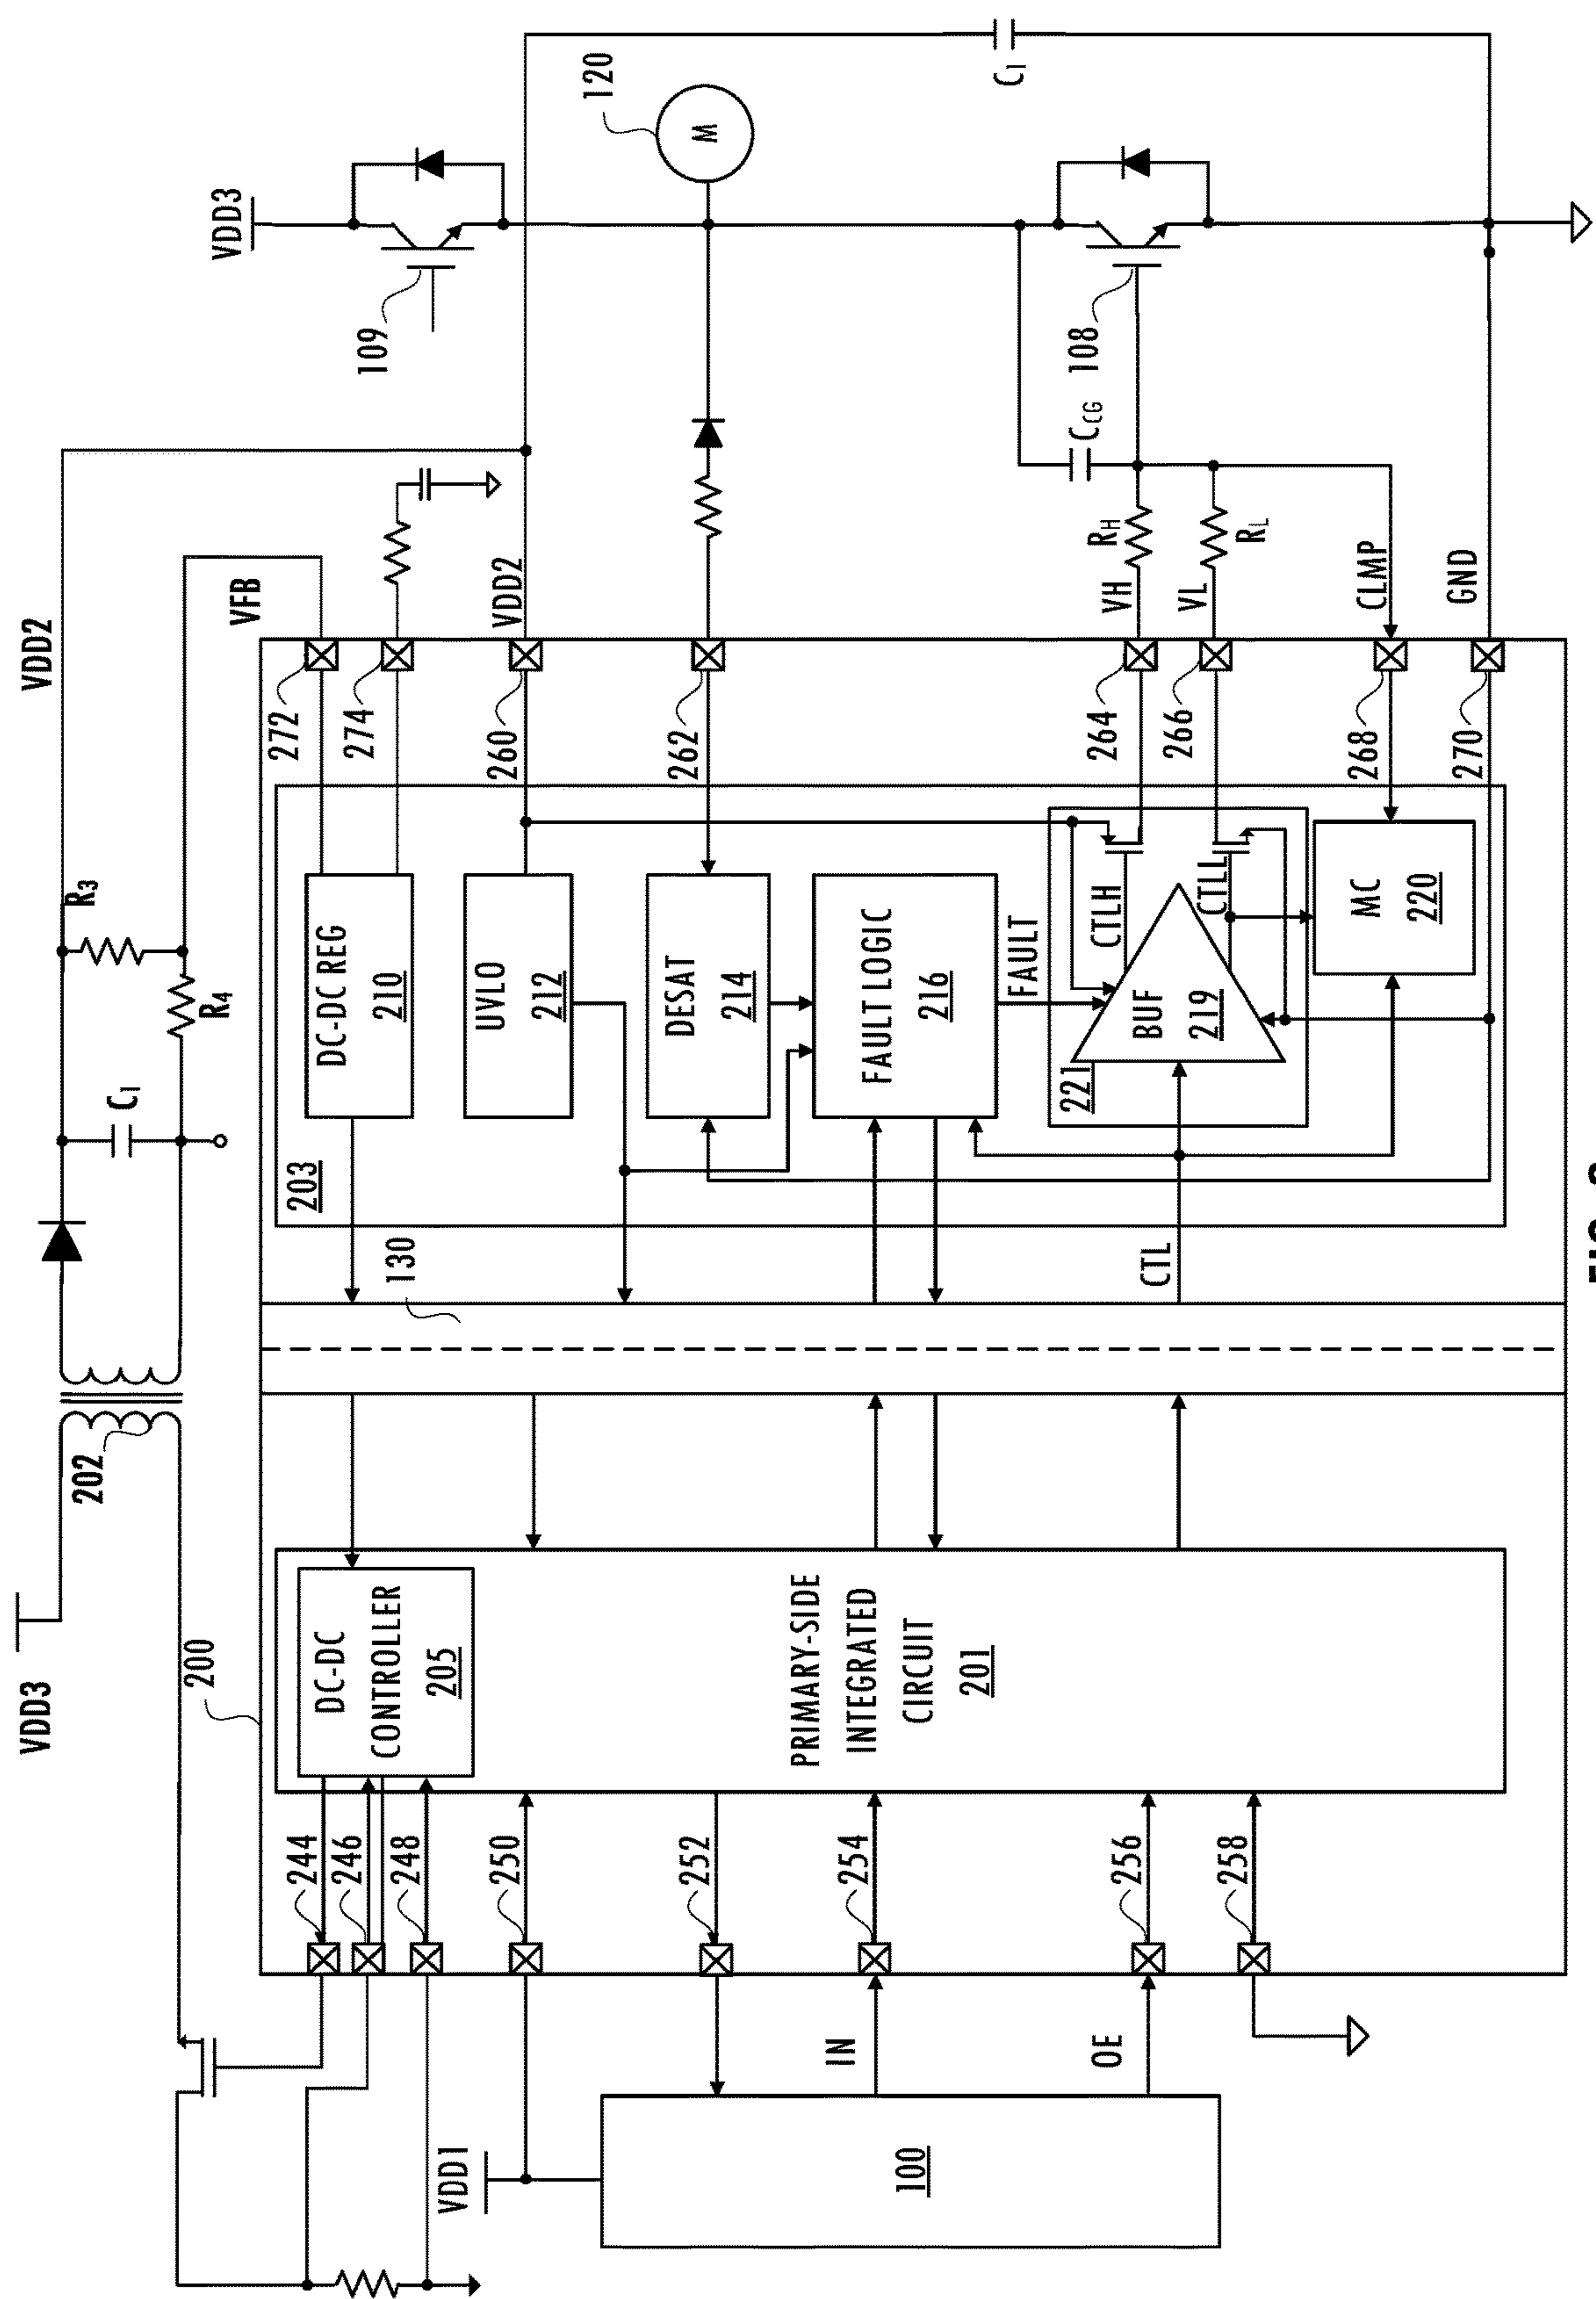 VDD3
VDD2
202
R3
C1
200
R4
VFB
VDD3
244
203
272
DC-DC
CONTROLLER
205
DC-DC REG
210
246
274
109
248
130
VDD1
250
UVLO
212
260
VDD2
120
252
DESAT
214
262
M
PRIMARY-SIDE
INTEGRATED
CIRCUIT
201
IN
254
FAULT LOGIC
216
100
FAULT
C1
221
OE
256
CTL
BUF
219
CTLH
CTLL
264
VH
RH
CCG
108
266
VL
RL
258
MC
220
268
CLMP
270
GND